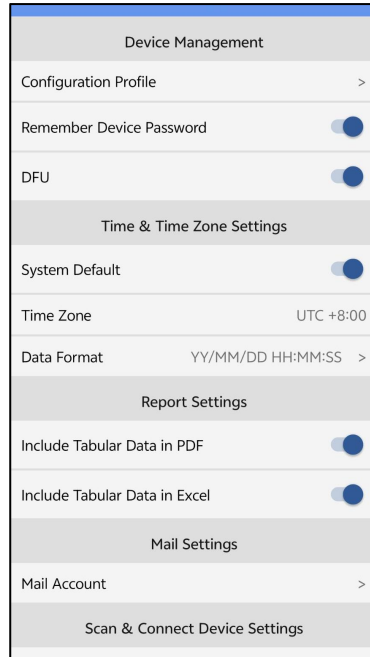 Device Management
Configuration Profile >
Remember Device Password
DFU
Time & Time Zone Settings
System Default
Time Zone UTC +8:00
Data Format YY/MM/DD HH:MM:SS >
Report Settings
Include Tabular Data in PDF
Include Tabular Data in Excel
Mail Settings
Mail Account >
Scan & Connect Device Settings